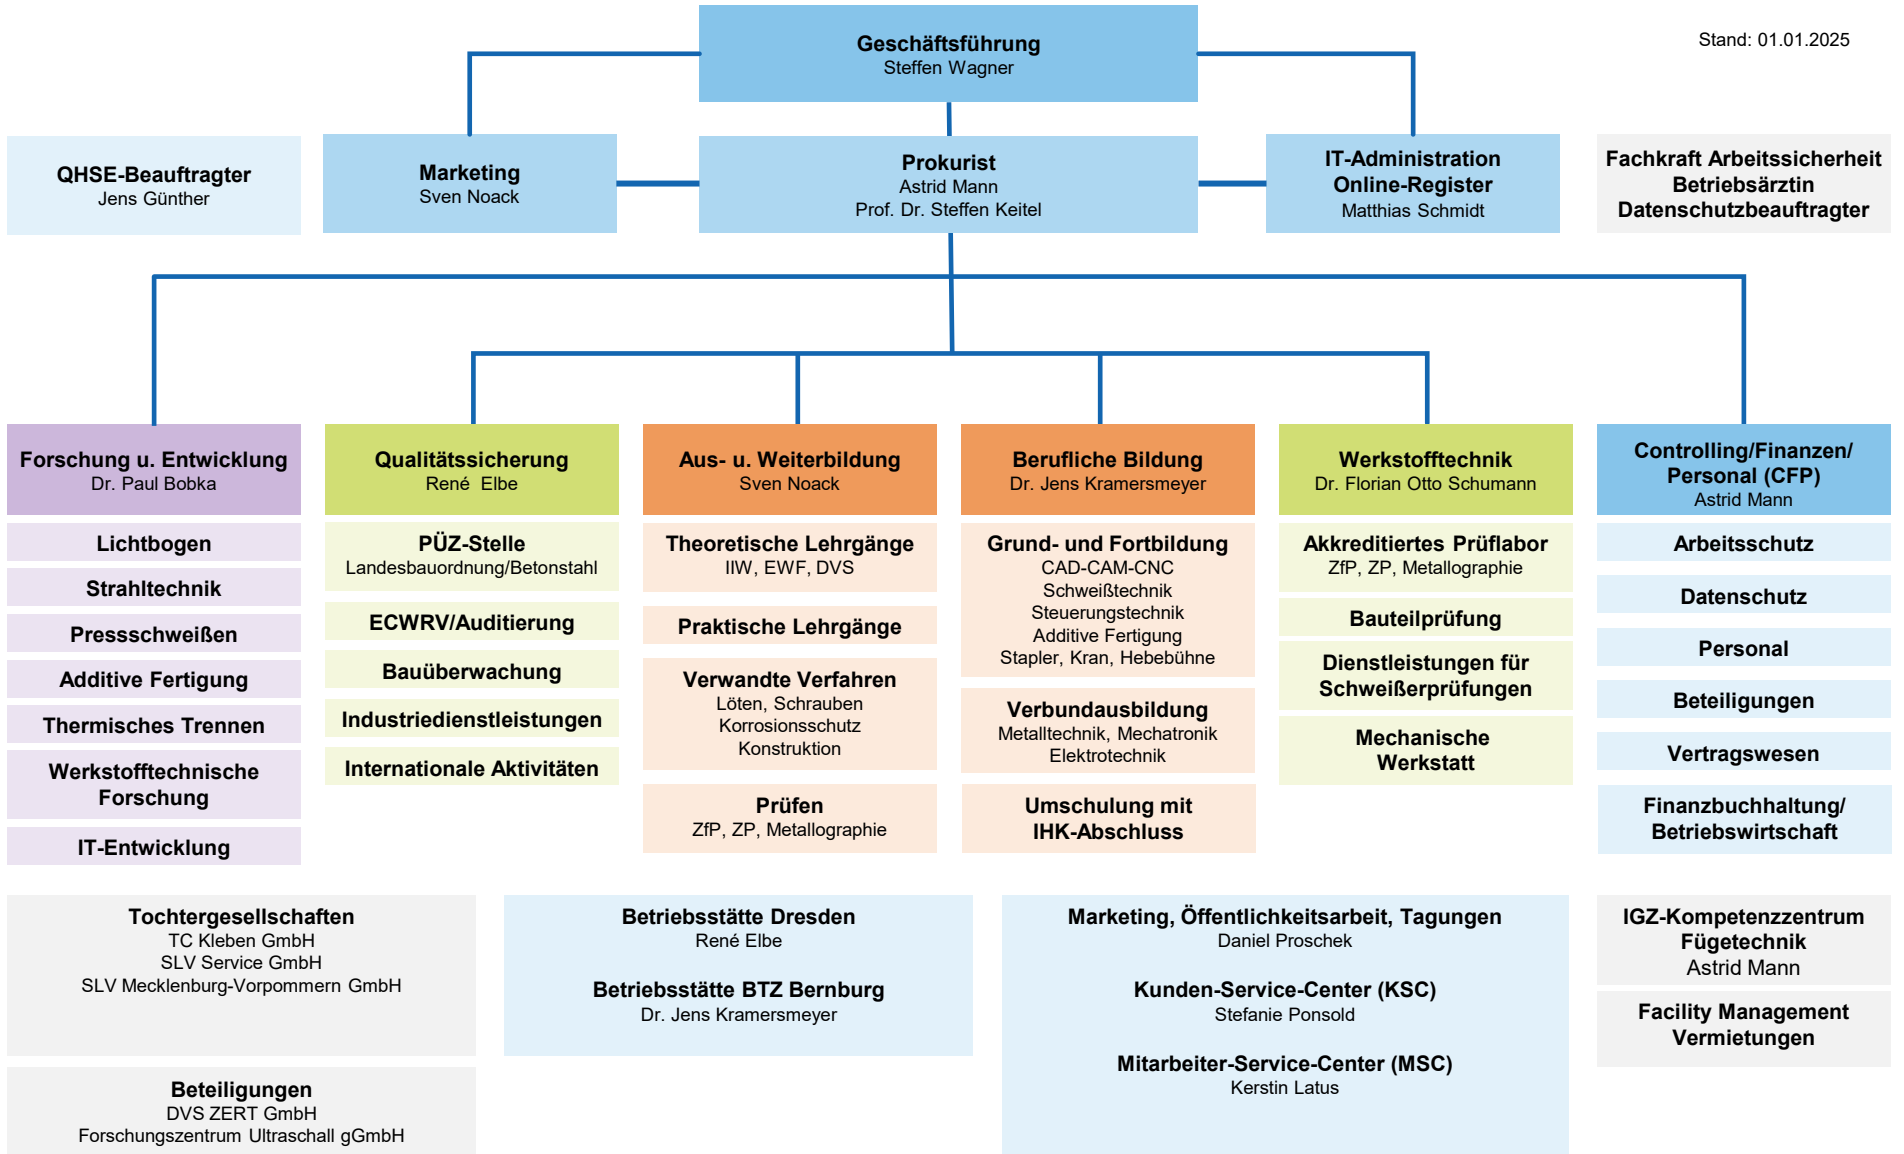 Geschäftsführung
Steffen Wagner
Stand: 01.01.2025
QHSE-Beauftragter
Jens Günther
Marketing
Sven Noack
Prokurist
Astrid Mann
Prof. Dr. Steffen Keitel
IT-Administration
Online-Register
Matthias Schmidt
Fachkraft Arbeitssicherheit
Betriebsärztin
Datenschutzbeauftragter
Forschung u. Entwicklung
Dr. Paul Bobka
Lichtbogen
Strahltechnik
Pressschweißen
Additive Fertigung
Thermisches Trennen
Werkstofftechnische
Forschung
IT-Entwicklung
Qualitätssicherung
René Elbe
PÜZ-Stelle
Landesbauordnung/Betonstahl
ECWRV/Auditierung
Bauüberwachung
Industriedienstleistungen
Internationale Aktivitäten
Aus- u. Weiterbildung
Sven Noack
Theoretische Lehrgänge
IIW, EWF, DVS
Praktische Lehrgänge
Verwandte Verfahren
Löten, Schrauben
Korrosionsschutz
Konstruktion
Prüfen
ZfP, ZP, Metallographie
Berufliche Bildung
Dr. Jens Kramersmeyer
Grund- und Fortbildung
CAD-CAM-CNC
Schweißtechnik
Steuerungstechnik
Additive Fertigung
Stapler, Kran, Hebebühne
Verbundausbildung
Metalltechnik, Mechatronik
Elektrotechnik
Umschulung mit
IHK-Abschluss
Werkstofftechnik
Dr. Florian Otto Schumann
Akkreditiertes Prüflabor
ZfP, ZP, Metallographie
Bauteilprüfung
Dienstleistungen für
Schweißerprüfungen
Mechanische
Werkstatt
Controlling/Finanzen/
Personal (CFP)
Astrid Mann
Arbeitsschutz
Datenschutz
Personal
Beteiligungen
Vertragswesen
Finanzbuchhaltung/
Betriebswirtschaft
Tochtergesellschaften
TC Kleben GmbH
SLV Service GmbH
SLV Mecklenburg-Vorpommern GmbH
Beteiligungen
DVS ZERT GmbH
Forschungszentrum Ultraschall gGmbH
Betriebsstätte Dresden
René Elbe
Betriebsstätte BTZ Bernburg
Dr. Jens Kramersmeyer
Marketing, Öffentlichkeitsarbeit, Tagungen
Daniel Proschek
Kunden-Service-Center (KSC)
Stefanie Ponsold
Mitarbeiter-Service-Center (MSC)
Kerstin Latus
IGZ-Kompetenzzentrum
Fügetechnik
Astrid Mann
Facility Management
Vermietungen